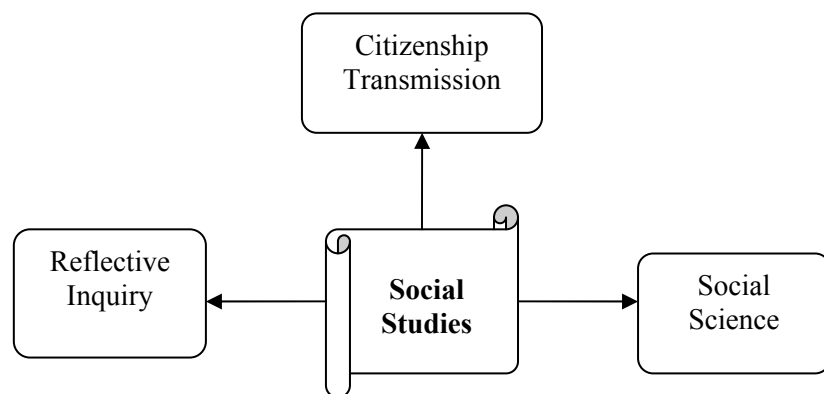 Citizenship
Transmission
Reflective
Inquiry
Social
Studies
Social
Science